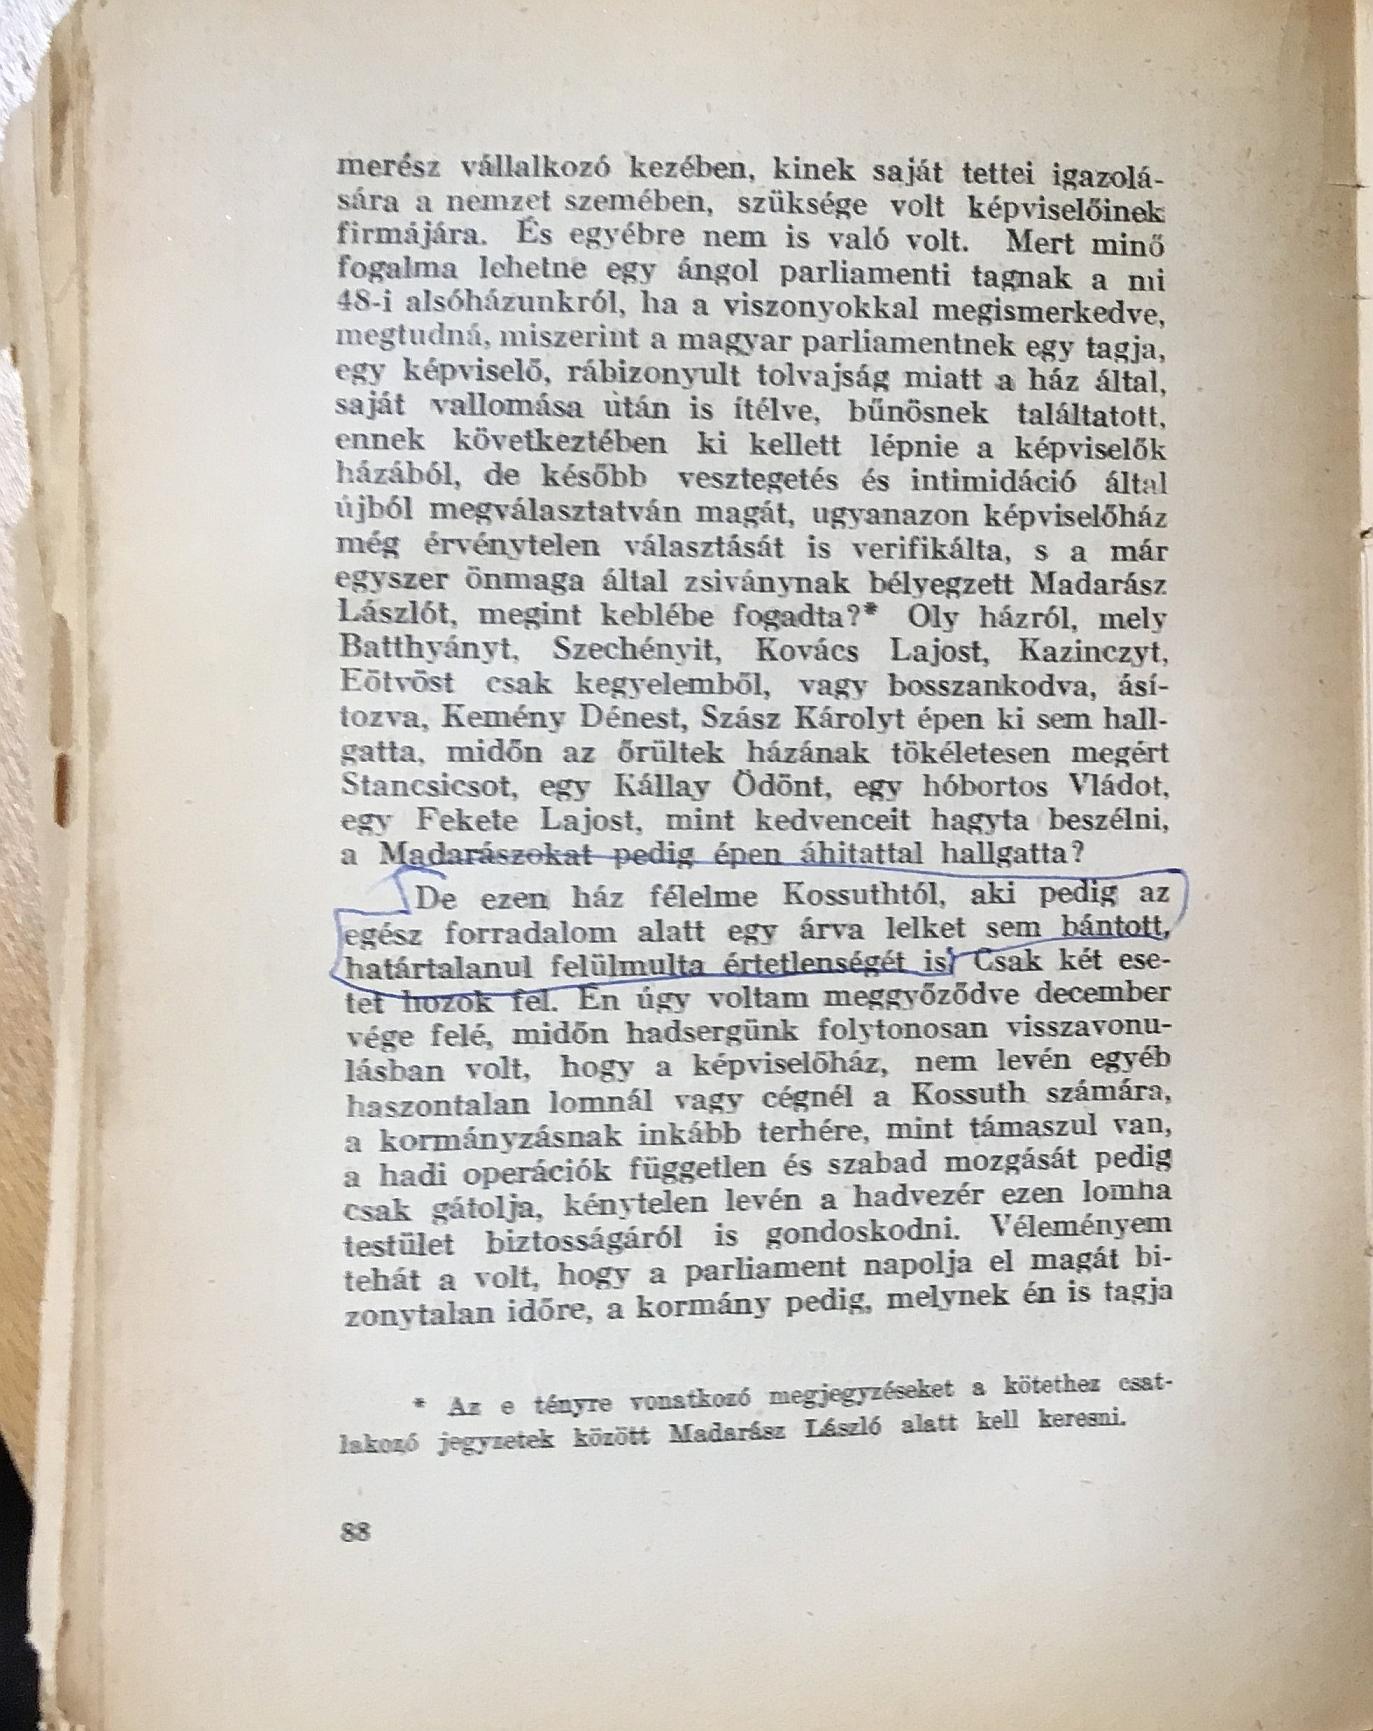 merész vállalkozó kezében, kinek saját tettei igazolá-
sára a nemzet szemében, szüksége volt képviselőinek
firmájára. És egyébre nem is való volt. Mert minő
fogalma lehetne egy ángol parliamenti tagnak a mi
48-i alsóházunkról, ha a viszonyokkal megismerkedve,
megtudná, miszerint a magyar parliamentnek egy tagja,
egy képviselő, rábizonyult tolvajság miatt a ház által,
saját vallomása után is ítélve, bűnösnek találtatott,
ennek következtében ki kellett lépnie a képviselők
házából, de később vesztegetés és intimidáció által
újból megválasztatván magát, ugyanazon képviselőház
még érvénytelen választását is verifikálta, s a már
egyszer önmaga által zsiványnak bélyegzett Madarász
Lászlót, megint keblébe fogadta?* Oly házról, mely
Batthyányt, Szechényit, Kovács Lajost, Kazinczyt,
Eötvöst csak kegyelemből, vagy bosszankodva, ásí-
tozva, Kemény Dénest, Szász Károlyt épen ki sem hall-
gatta, midőn az őrültek házának tökéletesen megért
Stancsicsot, egy Kállay Ödönt, egy hóbortos Vládot,
egy Fekete Lajost, mint kedvenceit hagyta beszélni,
a Madarászokat pedig épen áhitattal hallgatta?
De ezen ház félelme Kossuthtól, aki pedig az
egész forradalom alatt egy árva lelket sem bántott,
határtalanul felülmulta értetlenségét is. Csak két ese-
tet hozok fel. Én úgy voltam meggyőződve december
vége felé, midőn hadsergünk folytonosan visszavonu-
lásban volt, hogy a képviselőház, nem levén egyéb
haszontalan lomnál vagy cégnél a Kossuth számára,
a kormányzásnak inkább terhére, mint támaszul van,
a hadi operációk független és szabad mozgását pedig
csak gátolja, kénytelen levén a hadvezér ezen lomha
testület biztosságáról is gondoskodni. Véleményem
tehát a volt, hogy a parliament napolja el magát bi-
zonytalan időre, a kormány pedig, melynek én is tagja
* Az e tényre vonatkozó megjegyzéseket a kötethez csat-
lakozó jegyzetek között Madarász László alatt kell keresni.
88